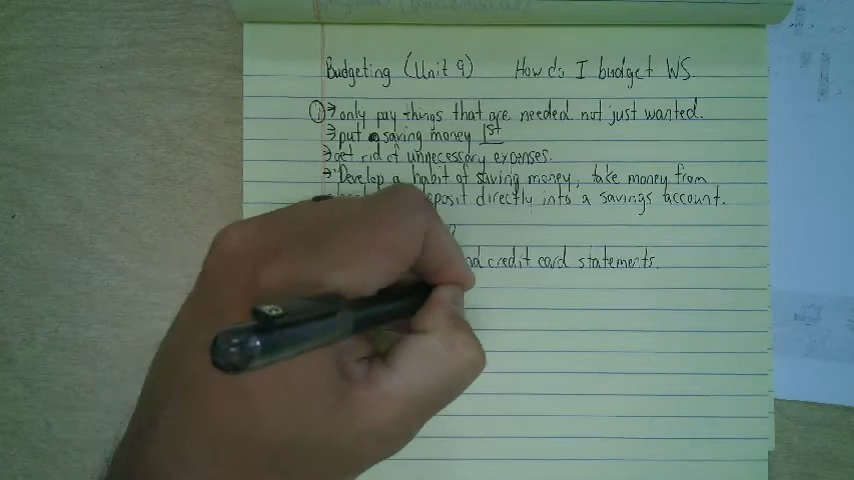 Budgeting (Unit 9) How do I budget WS
① → only pay things that are needed not just wanted.
→ put saving money 1st
→ Get rid of unnecessary expenses.
→ Develop a habit of saving money, take money from
deposit directly into a savings account.
credit card statements.